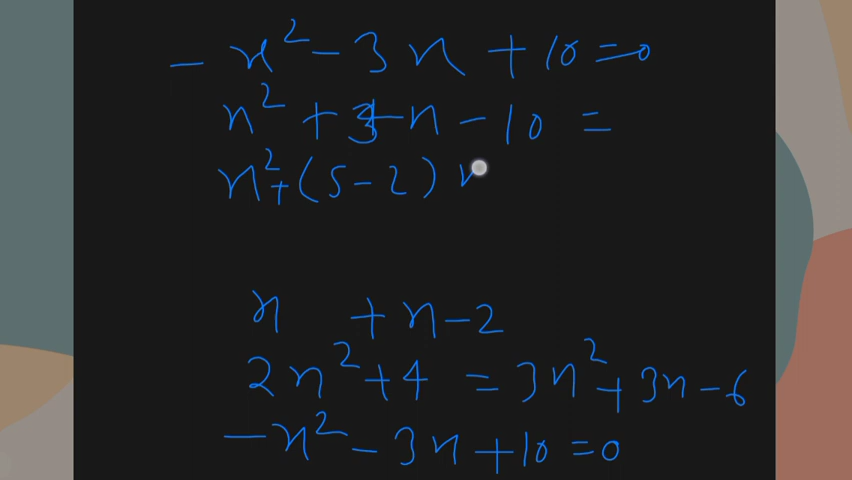 - n² - 3n + 10 = 0
n² + 3n - 10 =
n² + (5 - 2) n
n + n - 2
2n² + 4 = 3n² + 3n - 6
- n² - 3n + 10 = 0